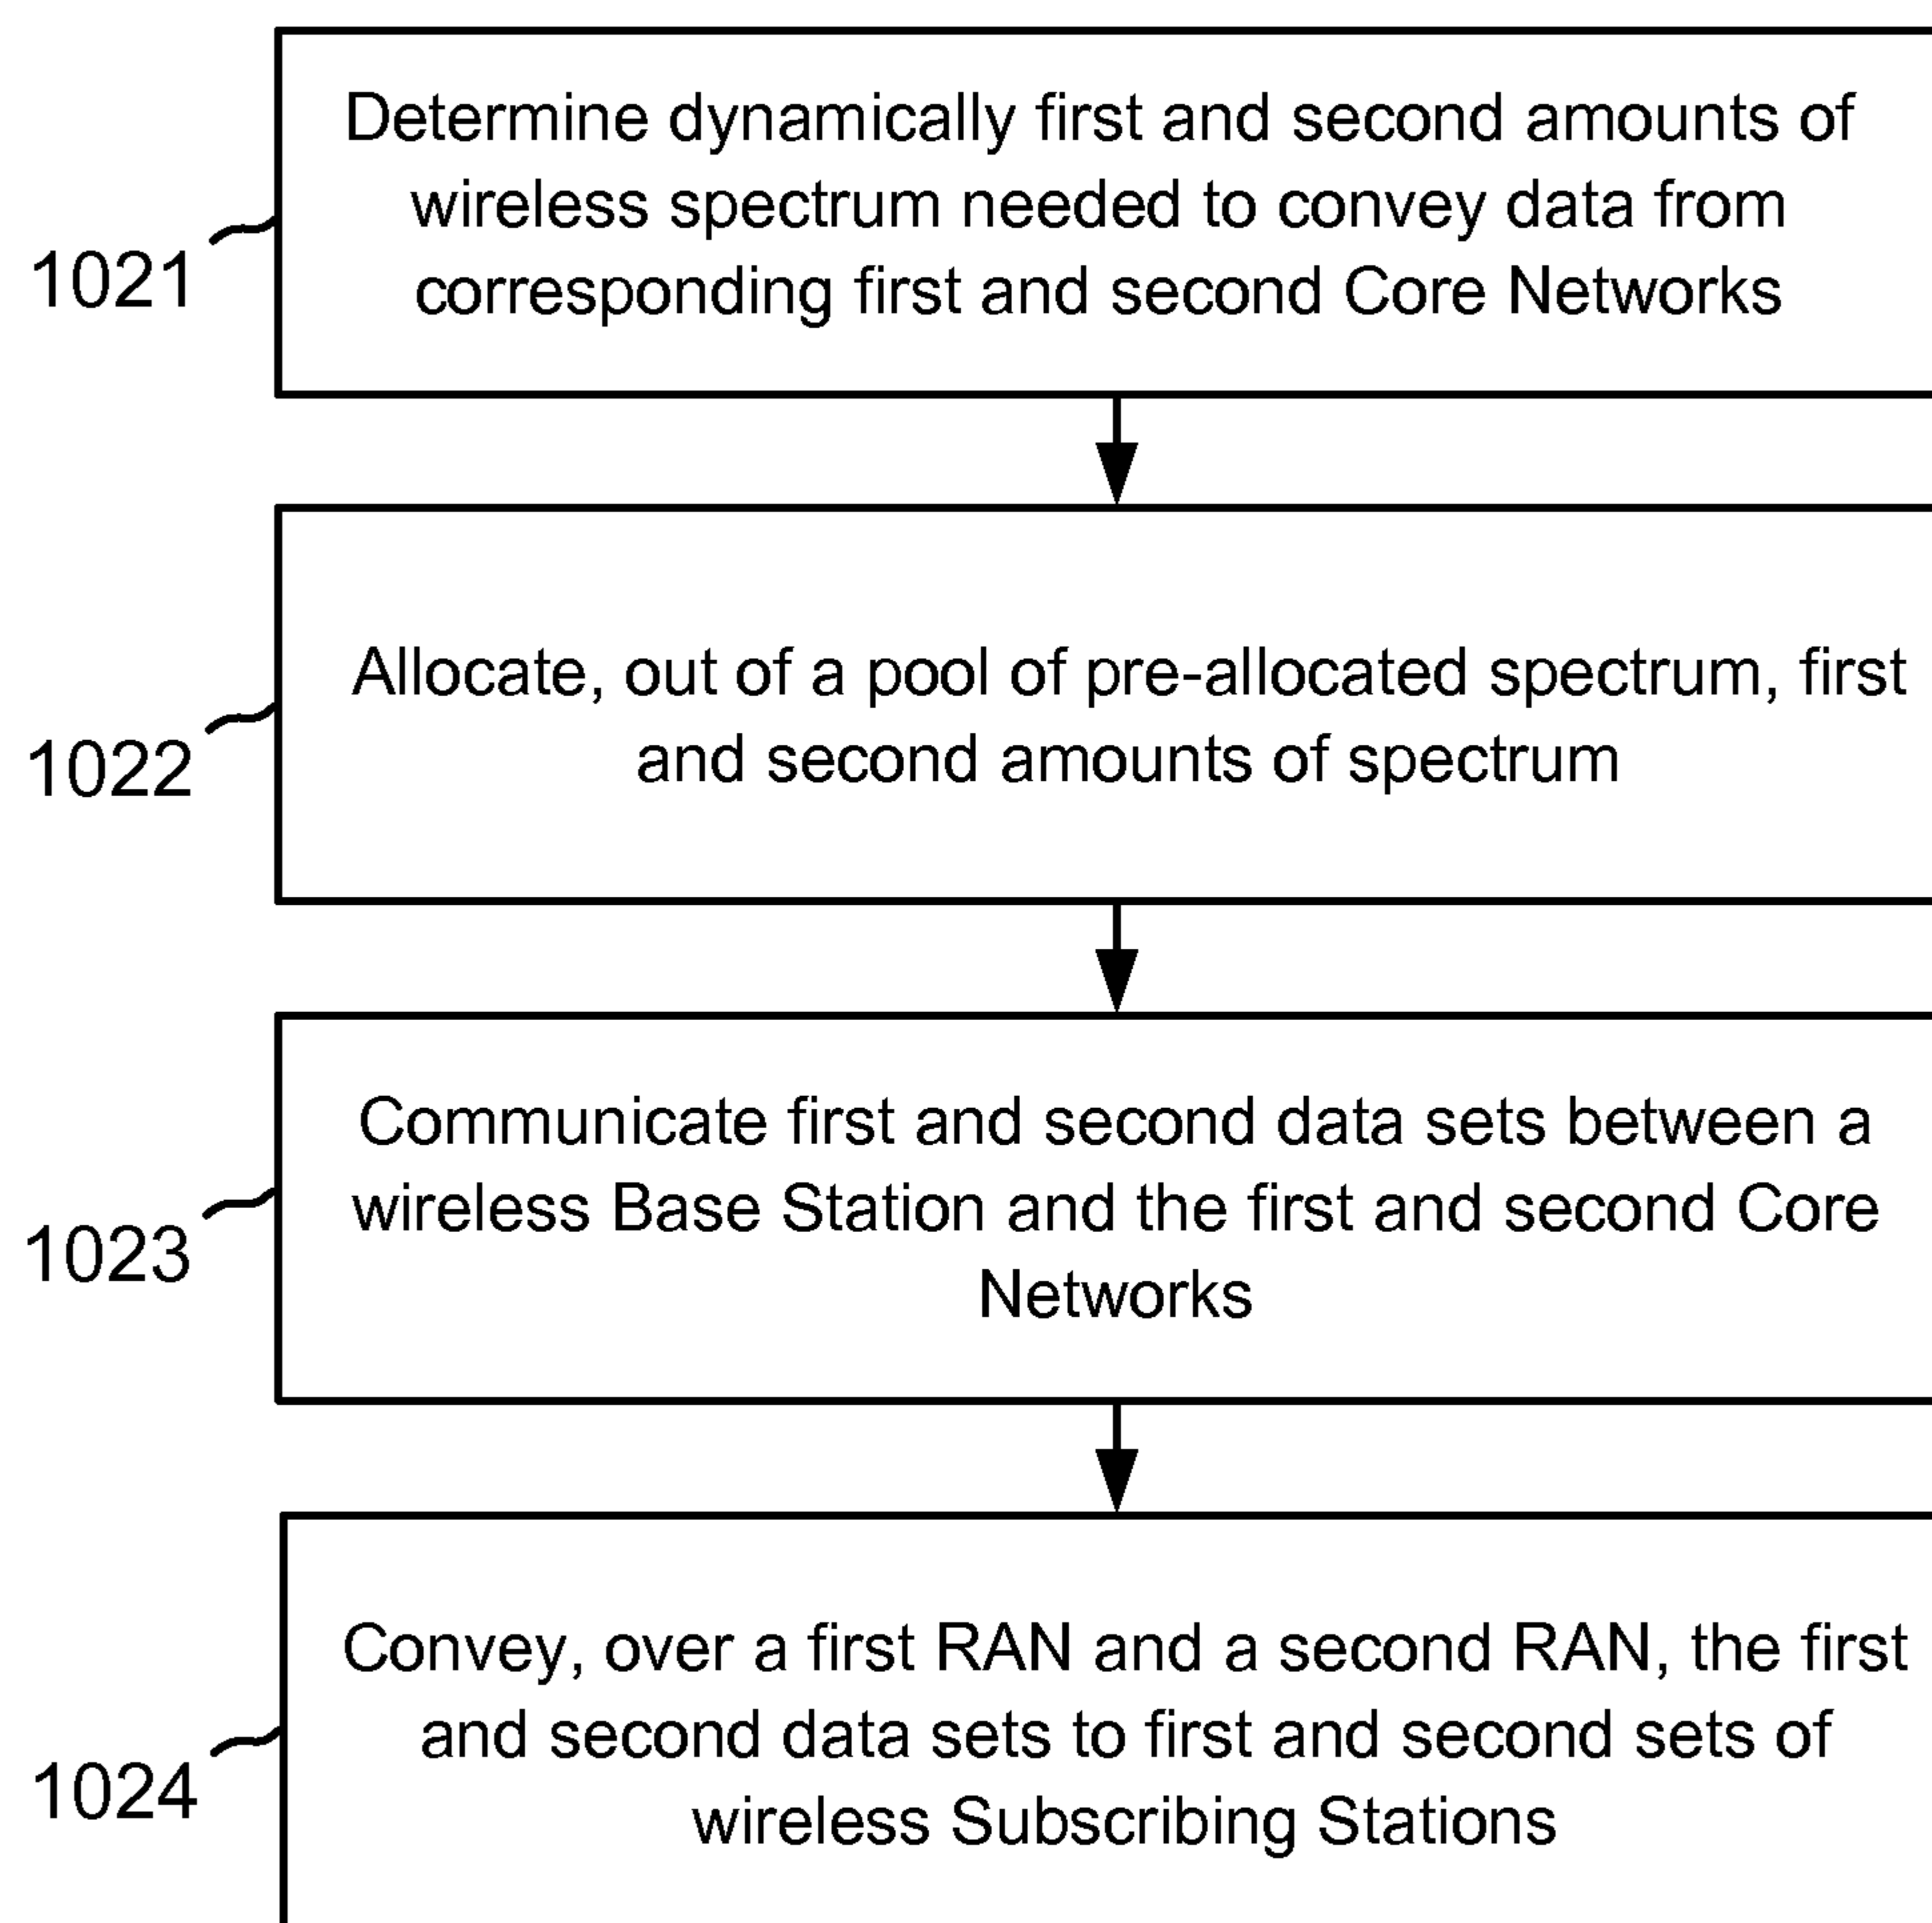 Determine dynamically first and second amounts of
wireless spectrum needed to convey data from
corresponding first and second Core Networks
1021
Allocate, out of a pool of pre-allocated spectrum, first
and second amounts of spectrum
1022
Communicate first and second data sets between a
wireless Base Station and the first and second Core
Networks
1023
Convey, over a first RAN and a second RAN, the first
and second data sets to first and second sets of
wireless Subscribing Stations
1024